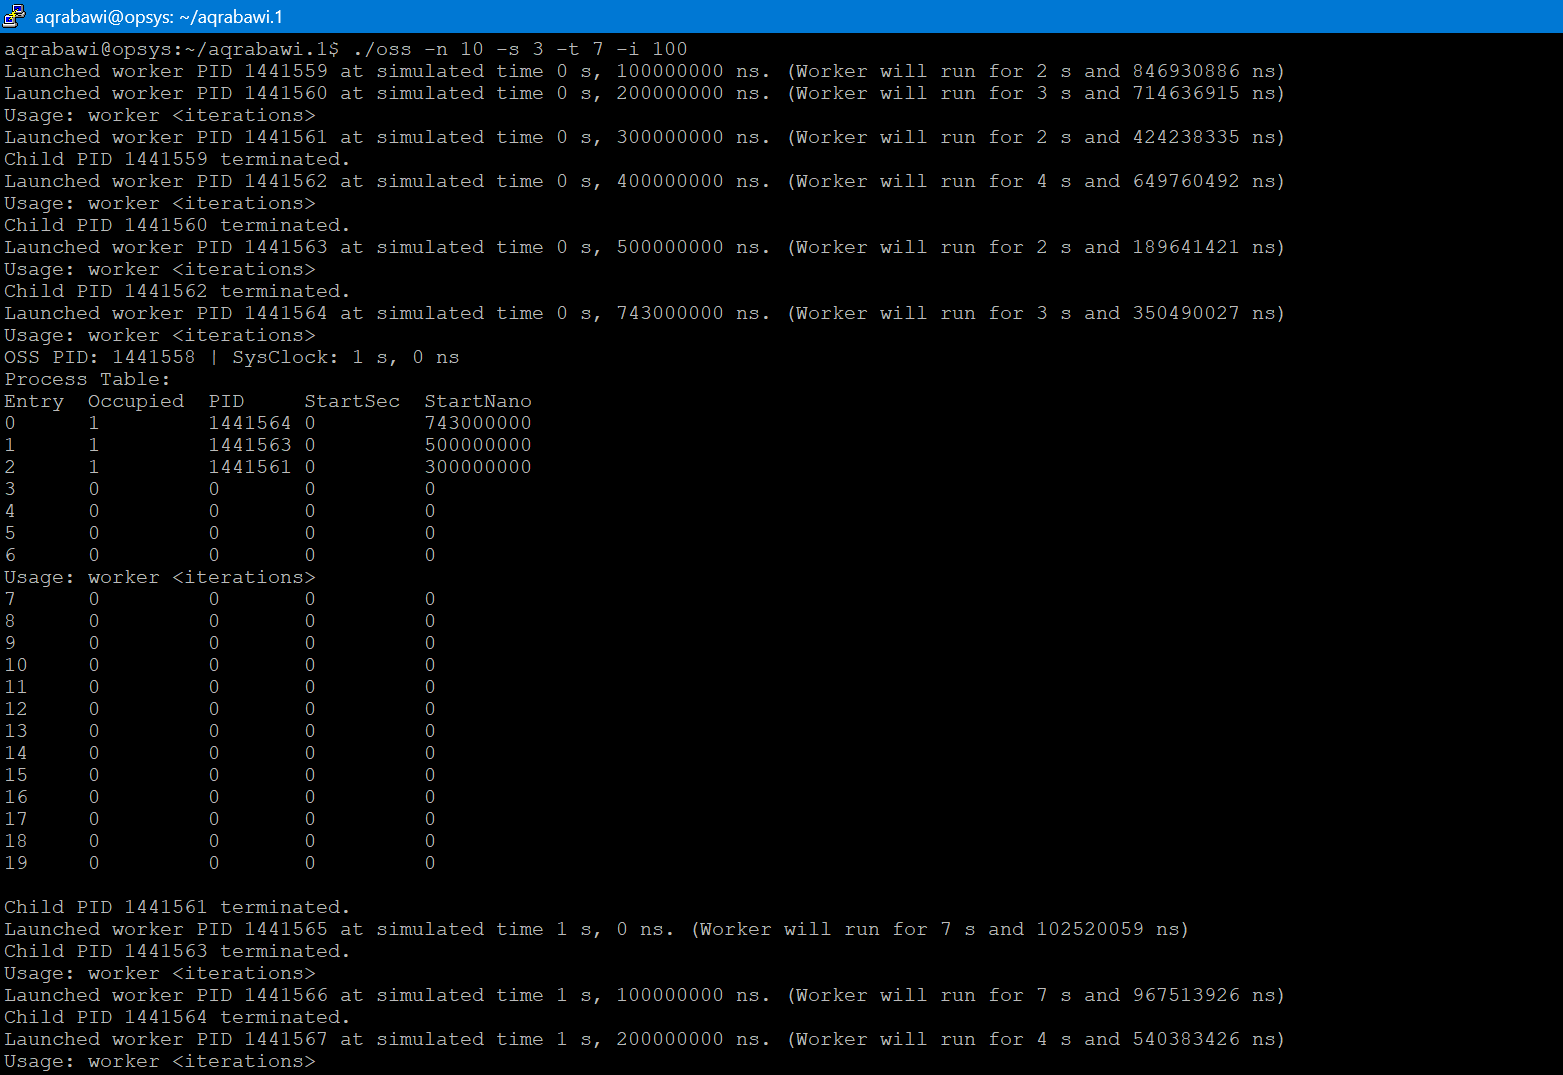 aqrabawi@opsys: ~/aqrabawi.1
aqrabawi@opsys:~/aqrabawi.1$ ./oss -n 10 -s 3 -t 7 -i 100
Launched worker PID 1441559 at simulated time 0 s, 100000000 ns. (Worker will run for 2 s and 846930886 ns)
Launched worker PID 1441560 at simulated time 0 s, 200000000 ns. (Worker will run for 3 s and 714636915 ns)
Usage: worker <iterations>
Launched worker PID 1441561 at simulated time 0 s, 300000000 ns. (Worker will run for 2 s and 424238335 ns)
Child PID 1441559 terminated.
Launched worker PID 1441562 at simulated time 0 s, 400000000 ns. (Worker will run for 4 s and 649760492 ns)
Usage: worker <iterations>
Child PID 1441560 terminated.
Launched worker PID 1441563 at simulated time 0 s, 500000000 ns. (Worker will run for 2 s and 189641421 ns)
Usage: worker <iterations>
Child PID 1441562 terminated.
Launched worker PID 1441564 at simulated time 0 s, 743000000 ns. (Worker will run for 3 s and 350490027 ns)
Usage: worker <iterations>
OSS PID: 1441558 | SysClock: 1 s, 0 ns
Process Table:
Entry  Occupied  PID     StartSec  StartNano
0      1         1441564 0         743000000
1      1         1441563 0         500000000
2      1         1441561 0         300000000
3      0         0       0         0
4      0         0       0         0
5      0         0       0         0
6      0         0       0         0
Usage: worker <iterations>
7      0         0       0         0
8      0         0       0         0
9      0         0       0         0
10     0         0       0         0
11     0         0       0         0
12     0         0       0         0
13     0         0       0         0
14     0         0       0         0
15     0         0       0         0
16     0         0       0         0
17     0         0       0         0
18     0         0       0         0
19     0         0       0         0
Child PID 1441561 terminated.
Launched worker PID 1441565 at simulated time 1 s, 0 ns. (Worker will run for 7 s and 102520059 ns)
Child PID 1441563 terminated.
Usage: worker <iterations>
Launched worker PID 1441566 at simulated time 1 s, 100000000 ns. (Worker will run for 7 s and 967513926 ns)
Child PID 1441564 terminated.
Launched worker PID 1441567 at simulated time 1 s, 200000000 ns. (Worker will run for 4 s and 540383426 ns)
Usage: worker <iterations>